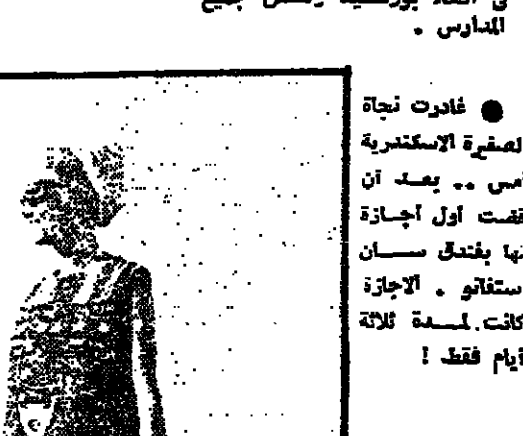 المدارس .
● غادرت نجاة
الصغيرة الاسكندرية
أمس .. بعد أن
قضت أول أجازة
لها بفندق سان
ستفانو . الاجازة
كانت لمدة ثلاثة
أيام فقط !